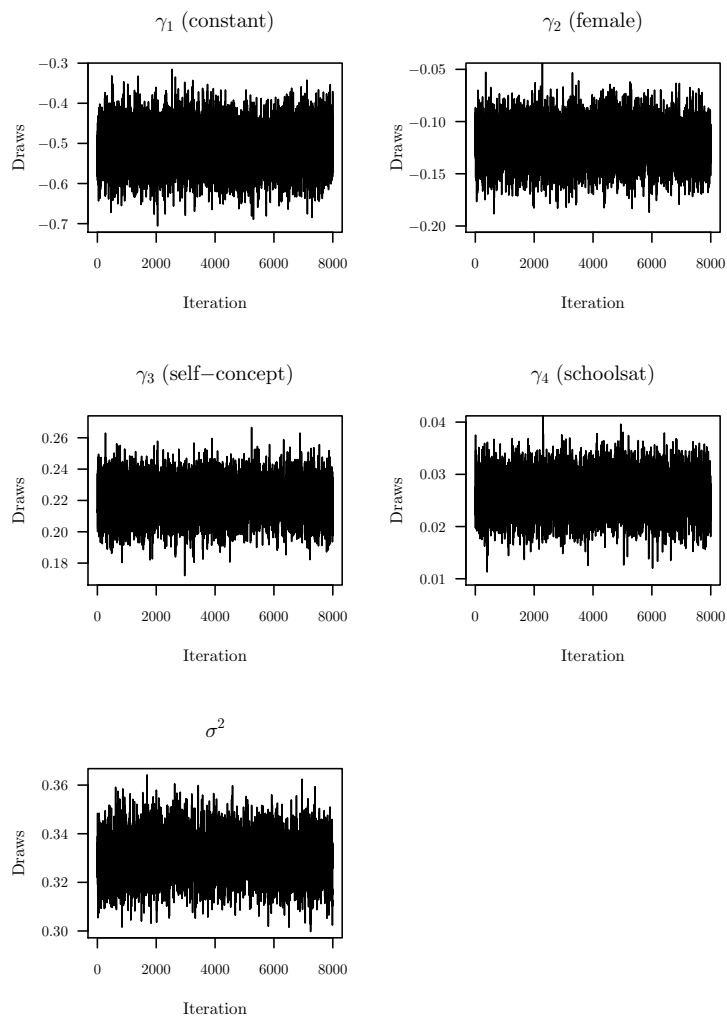 γ₁ (constant)
−0.3
−0.4
−0.5
−0.6
−0.7
Draws
0 2000 4000 6000 8000
Iteration
γ₂ (female)
−0.05
−0.10
−0.15
−0.20
Draws
0 2000 4000 6000 8000
Iteration
γ₃ (self−concept)
0.26
0.24
0.22
0.20
0.18
Draws
0 2000 4000 6000 8000
Iteration
γ₄ (schoolsat)
0.04
0.03
0.02
0.01
Draws
0 2000 4000 6000 8000
Iteration
σ²
0.36
0.34
0.32
0.30
Draws
0 2000 4000 6000 8000
Iteration